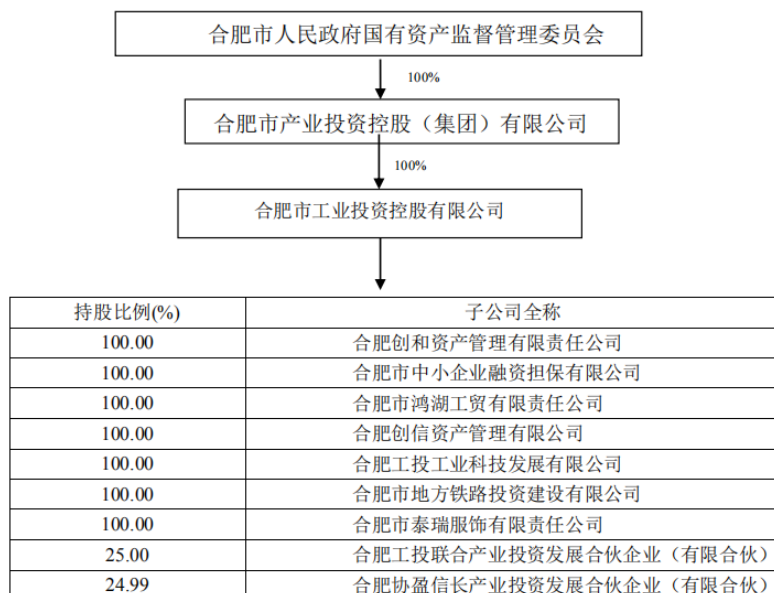 合肥市人民政府国有资产监督管理委员会
100%
合肥市产业投资控股（集团）有限公司
100%
合肥市工业投资控股有限公司
持股比例(%) 子公司全称
100.00 合肥创和资产管理有限责任公司
100.00 合肥市中小企业融资担保有限公司
100.00 合肥市鸿湖工贸有限责任公司
100.00 合肥创信资产管理有限公司
100.00 合肥工投工业科技发展有限公司
100.00 合肥市地方铁路投资建设有限公司
100.00 合肥市泰瑞服饰有限责任公司
25.00 合肥工投联合产业投资发展合伙企业（有限合伙）
24.99 合肥协盈信长产业投资发展合伙企业（有限合伙）